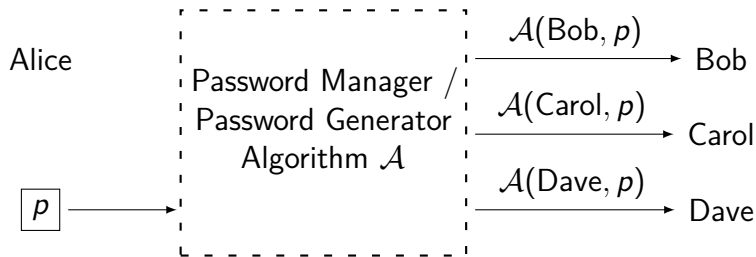 Alice
p
Password Manager /
Password Generator
Algorithm 𝒜
𝒜(Bob, p)
Bob
𝒜(Carol, p)
Carol
𝒜(Dave, p)
Dave